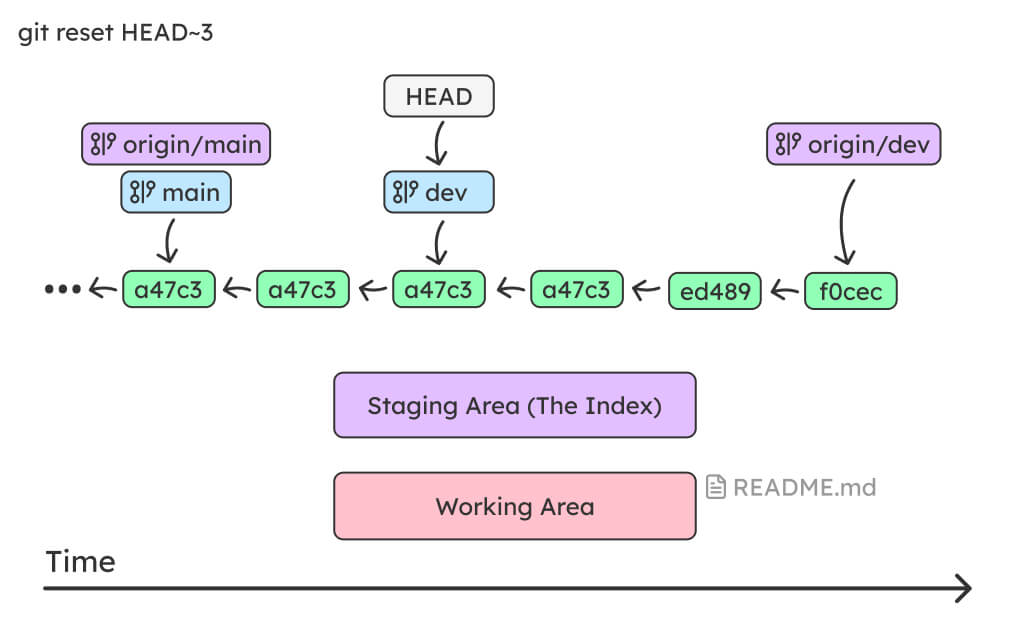 git reset HEAD~3
HEAD
origin/main
origin/dev
main
dev
a47c3
a47c3
a47c3
a47c3
ed489
f0cec
Staging Area (The Index)
README.md
Working Area
Time